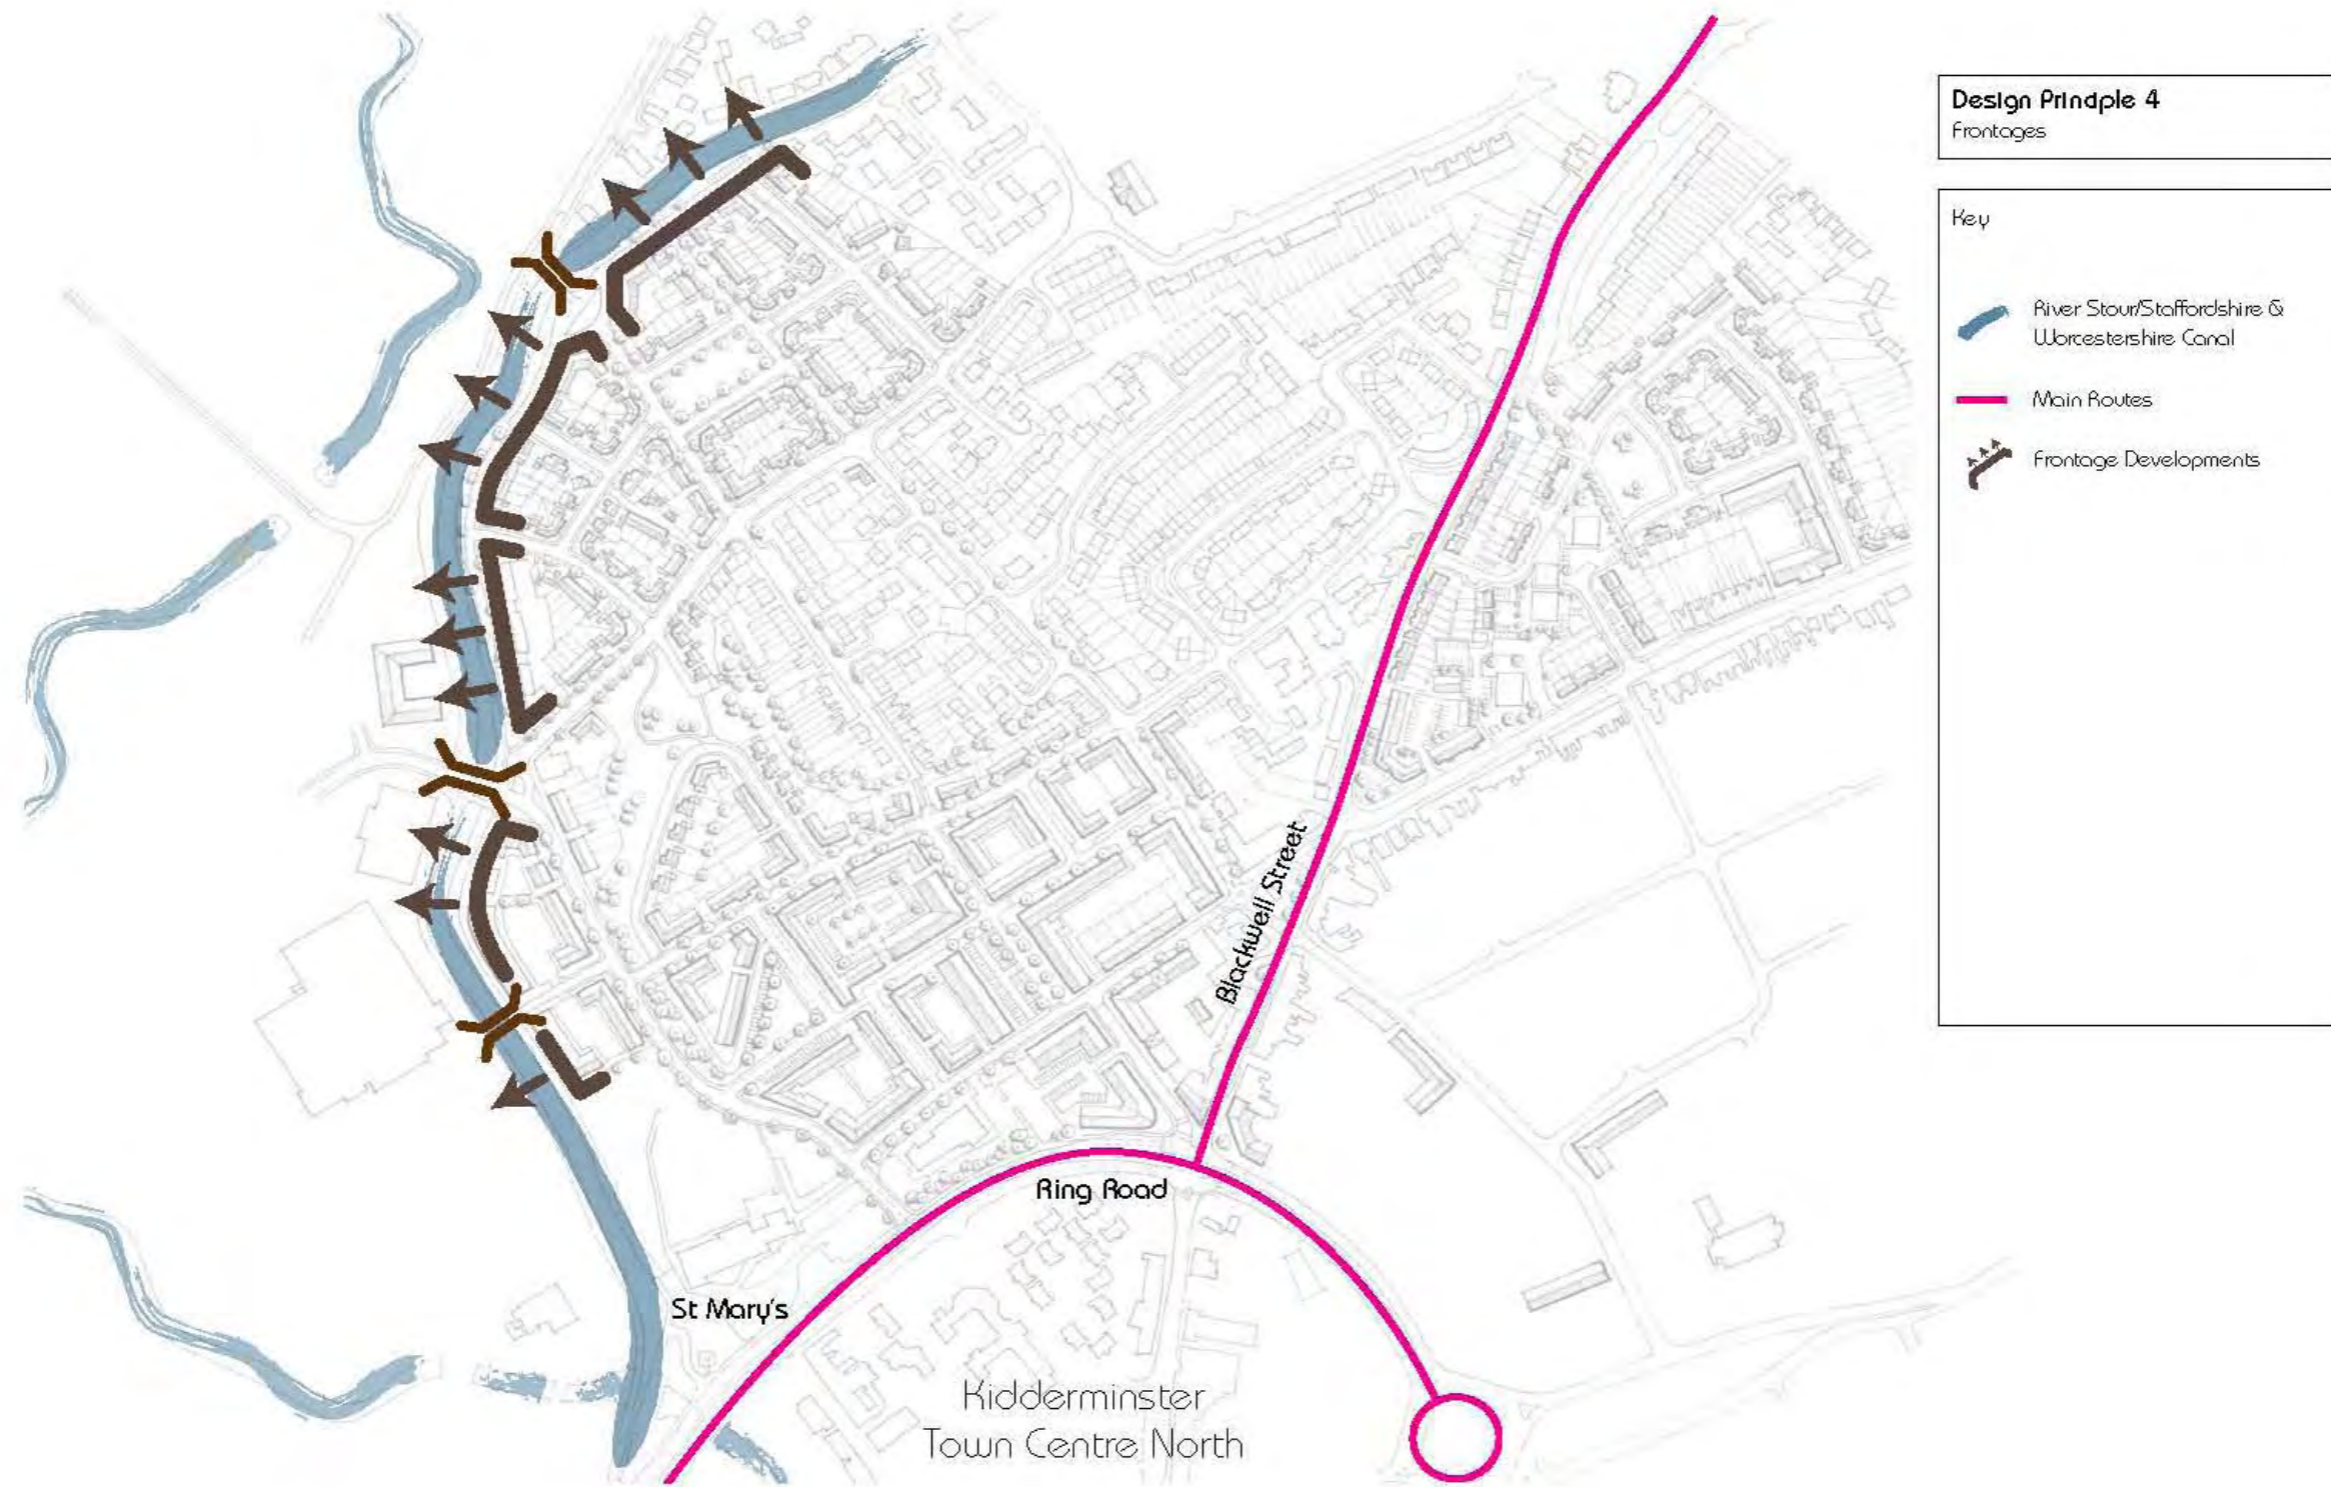 Design Principle 4
Frontages
Key
River Stour/Staffordshire &
Worcestershire Canal
Main Routes
Frontage Developments
Blackwell Street
Ring Road
St Mary's
Kidderminster
Town Centre North